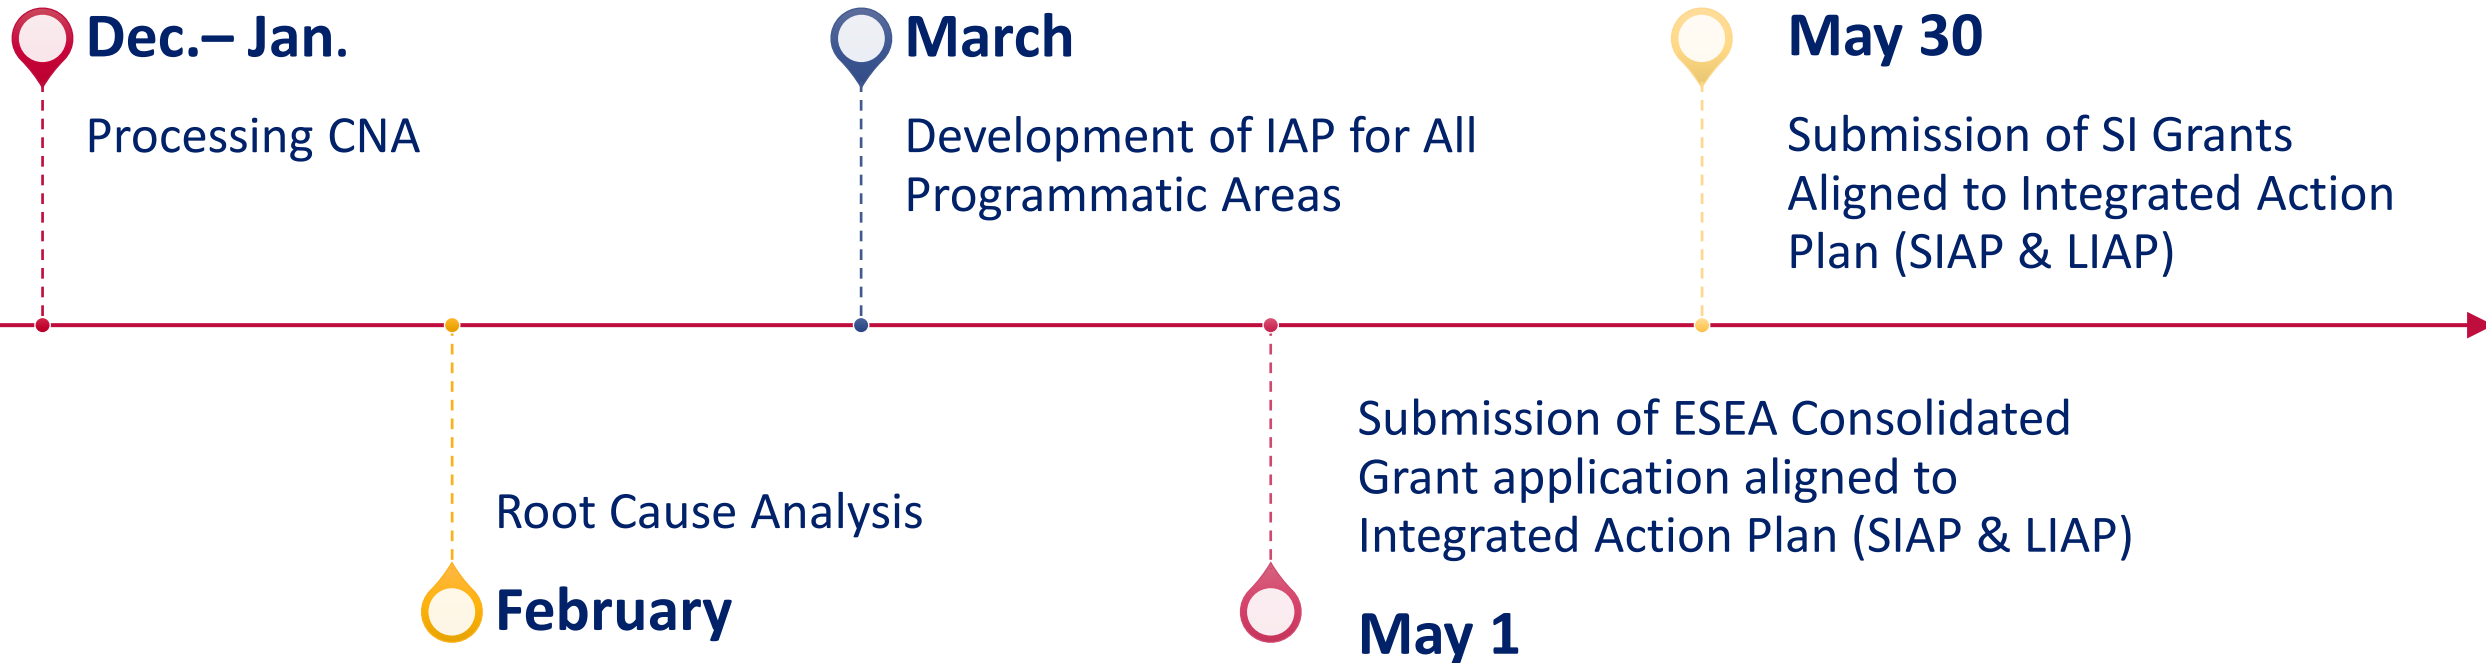 Dec.– Jan.
Processing CNA
Root Cause Analysis
February
March
Development of IAP for All
Programmatic Areas
Submission of ESEA Consolidated
Grant application aligned to
Integrated Action Plan (SIAP & LIAP)
May 1
May 30
Submission of SI Grants
Aligned to Integrated Action
Plan (SIAP & LIAP)